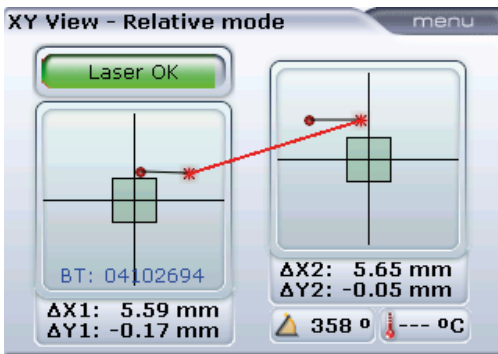 XY View - Relative mode
menu
Laser OK
BT: 04102694
ΔX1: 5.59 mm
ΔY1: -0.17 mm
ΔX2: 5.65 mm
ΔY2: -0.05 mm
358 º
--- ºC